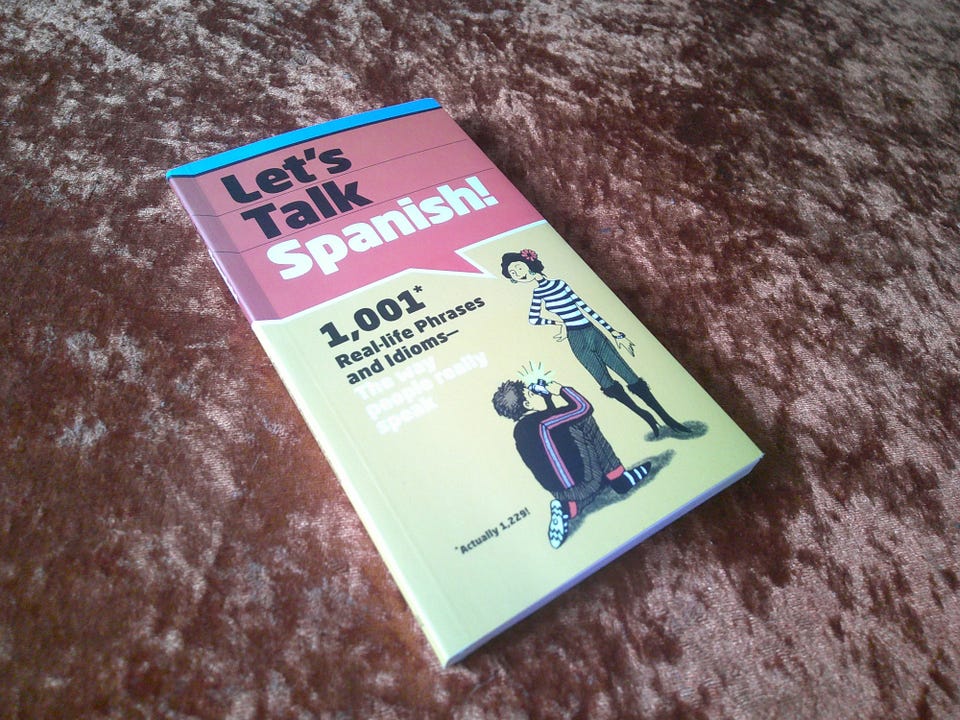 Let's
Talk
Spanish!
1,001*
Real-life Phrases
and Idioms—
The way
people really
speak
*Actually 1,229!